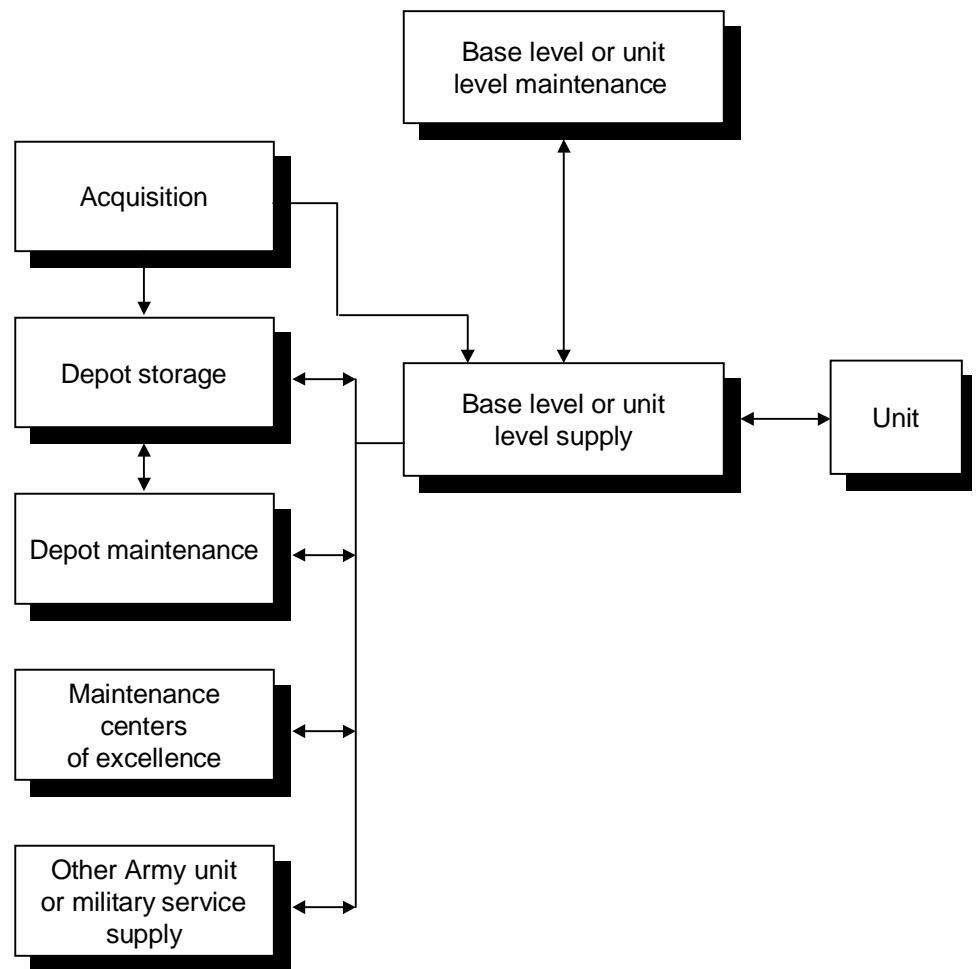 Base level or unit
level maintenance
Acquisition
Depot storage
Base level or unit
level supply
Unit
Depot maintenance
Maintenance
centers
of excellence
Other Army unit
or military service
supply